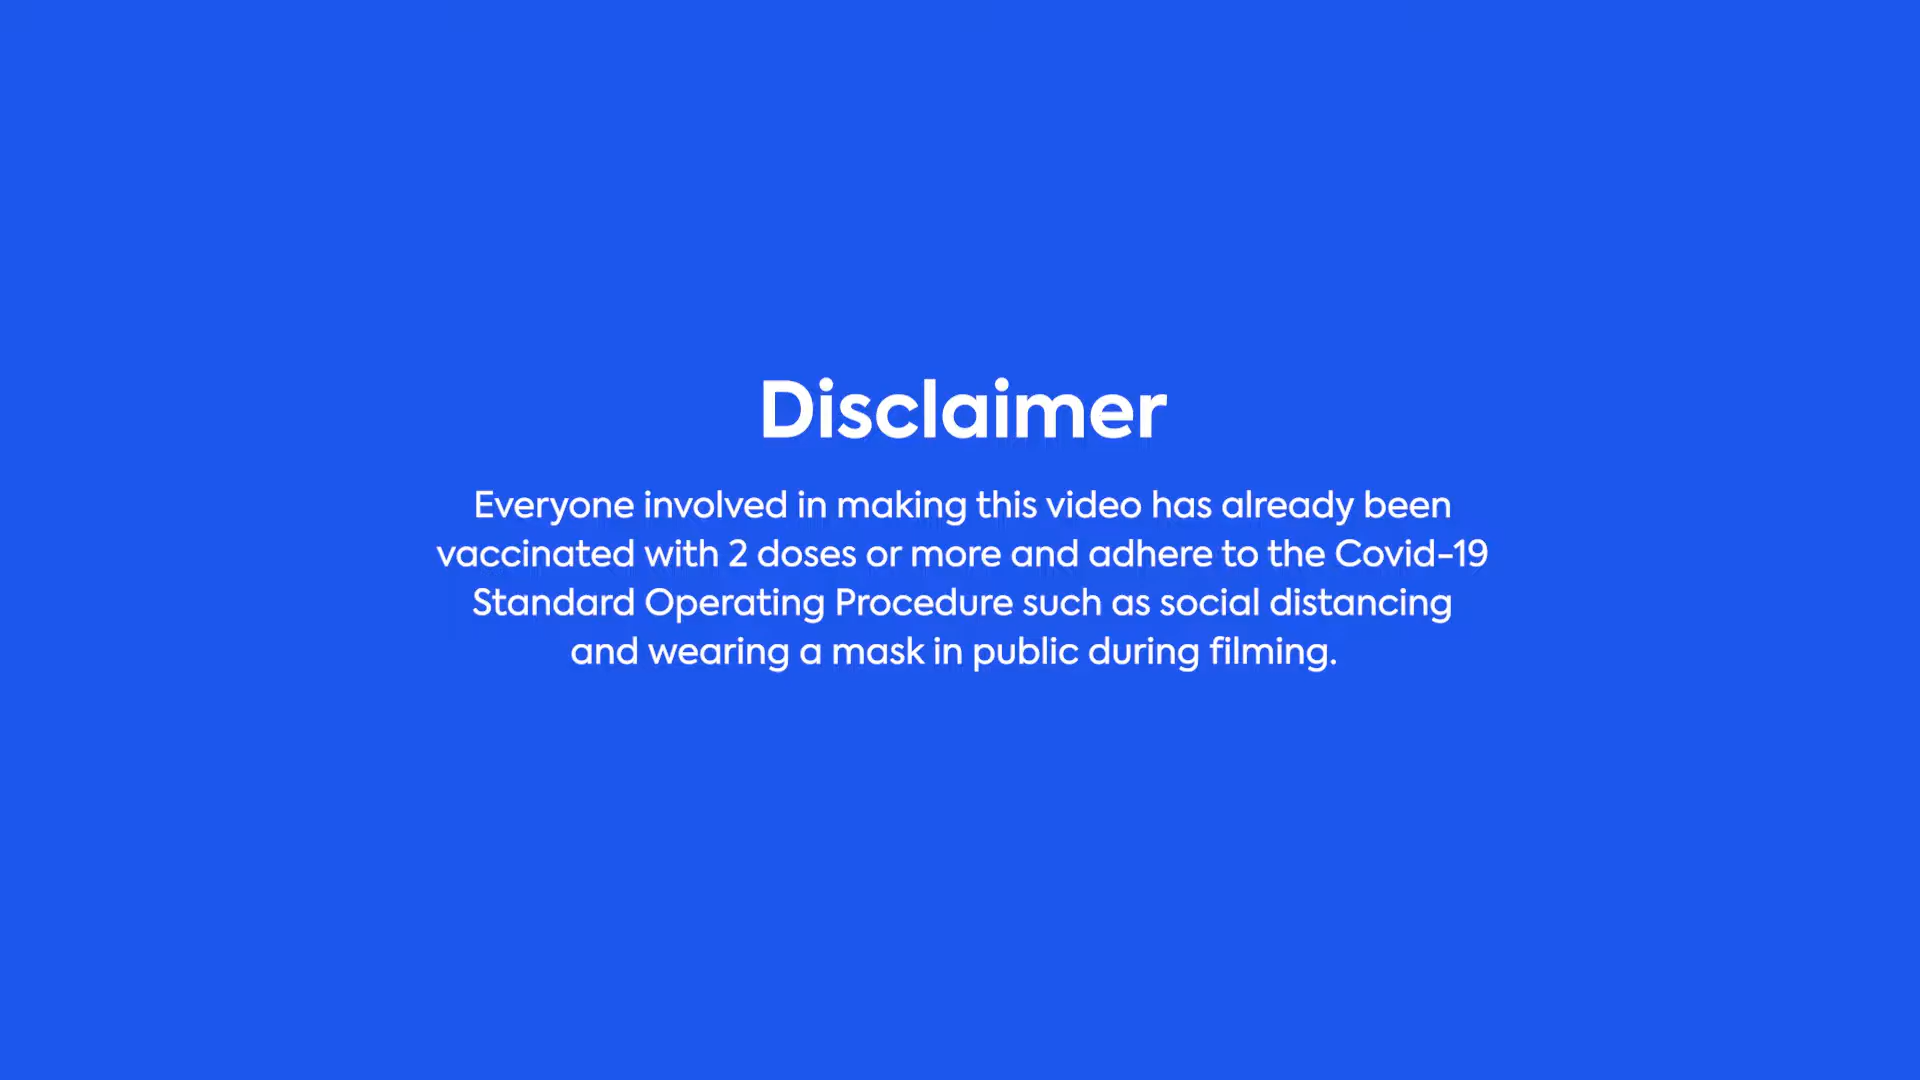 Disclaimer
Everyone involved in making this video has already been
vaccinated with 2 doses or more and adhere to the Covid-19
Standard Operating Procedure such as social distancing
and wearing a mask in public during filming.